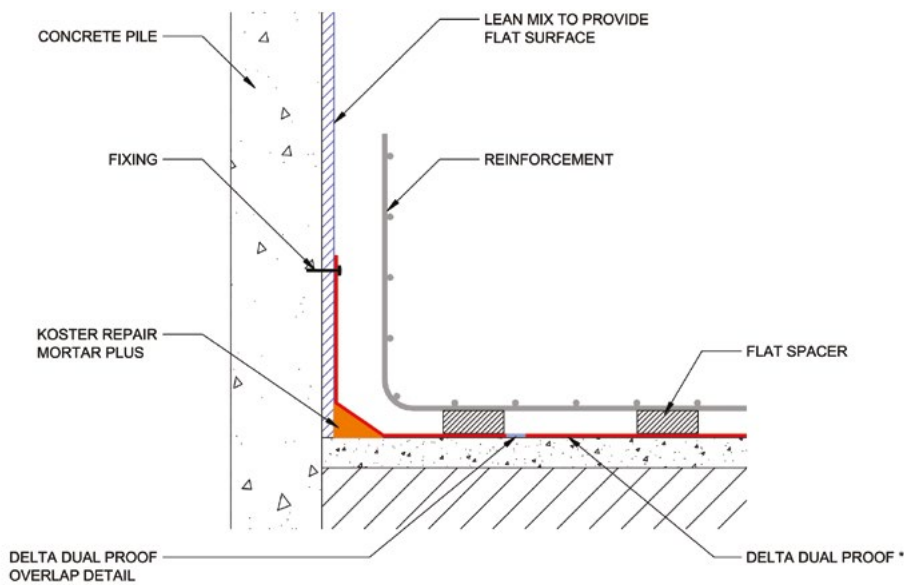 CONCRETE PILE
LEAN MIX TO PROVIDE
FLAT SURFACE
FIXING
REINFORCEMENT
KOSTER REPAIR
MORTAR PLUS
FLAT SPACER
DELTA DUAL PROOF
OVERLAP DETAIL
DELTA DUAL PROOF *